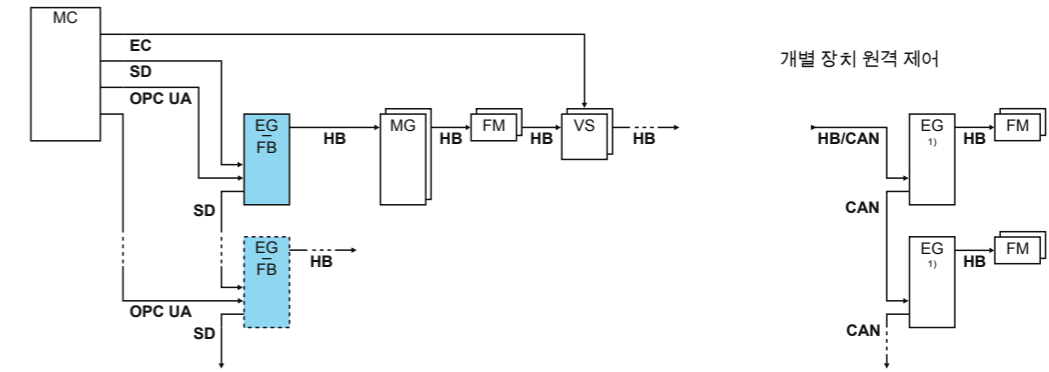 MC
EC
SD
OPC UA
개별 장치 원격 제어
EG
FB
HB
MG
HB
FM
HB
VS
HB
HB/CAN
EG
1)
HB
FM
SD
CAN
EG
FB
HB
EG
1)
HB
FM
OPC UA
SD
CAN